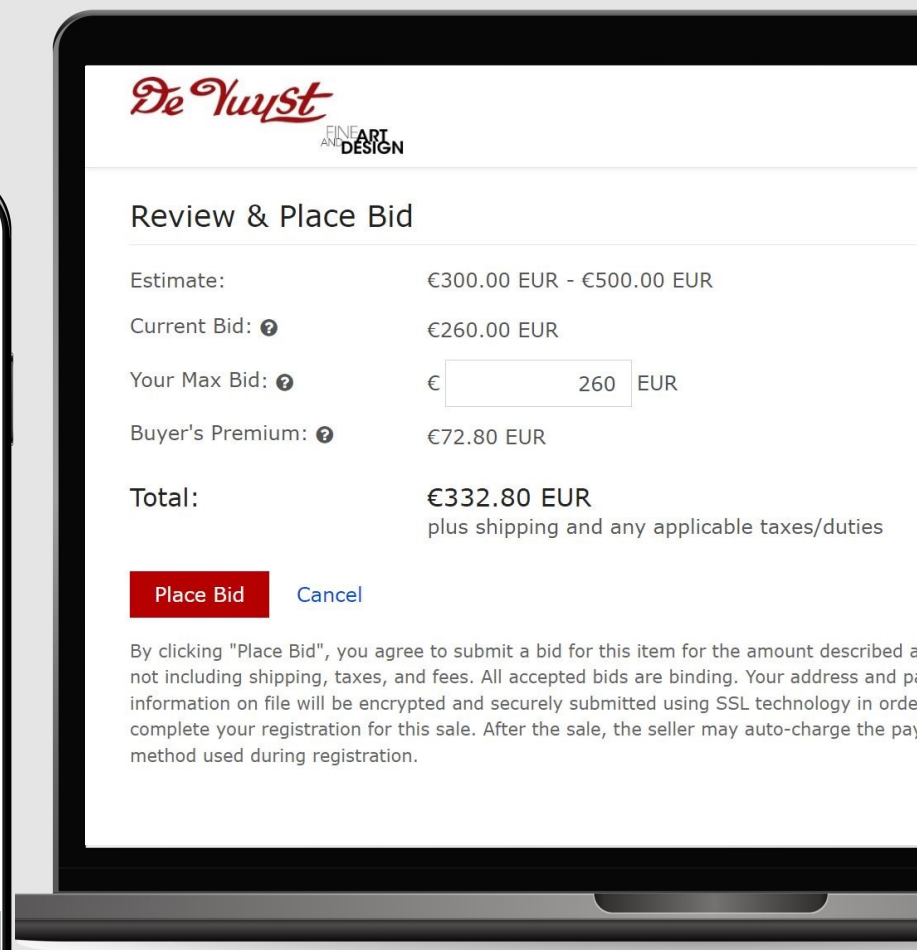 De Vuyst
FINE ART
AND DESIGN
Review & Place Bid
Estimate: €300.00 EUR - €500.00 EUR
Current Bid: ? €260.00 EUR
Your Max Bid: ? € 260 EUR
Buyer's Premium: ? €72.80 EUR
Total: €332.80 EUR
plus shipping and any applicable taxes/duties
Place Bid Cancel
By clicking "Place Bid", you agree to submit a bid for this item for the amount described
not including shipping, taxes, and fees. All accepted bids are binding. Your address and
information on file will be encrypted and securely submitted using SSL technology in
complete your registration for this sale. After the sale, the seller may auto-charge the
method used during registration.